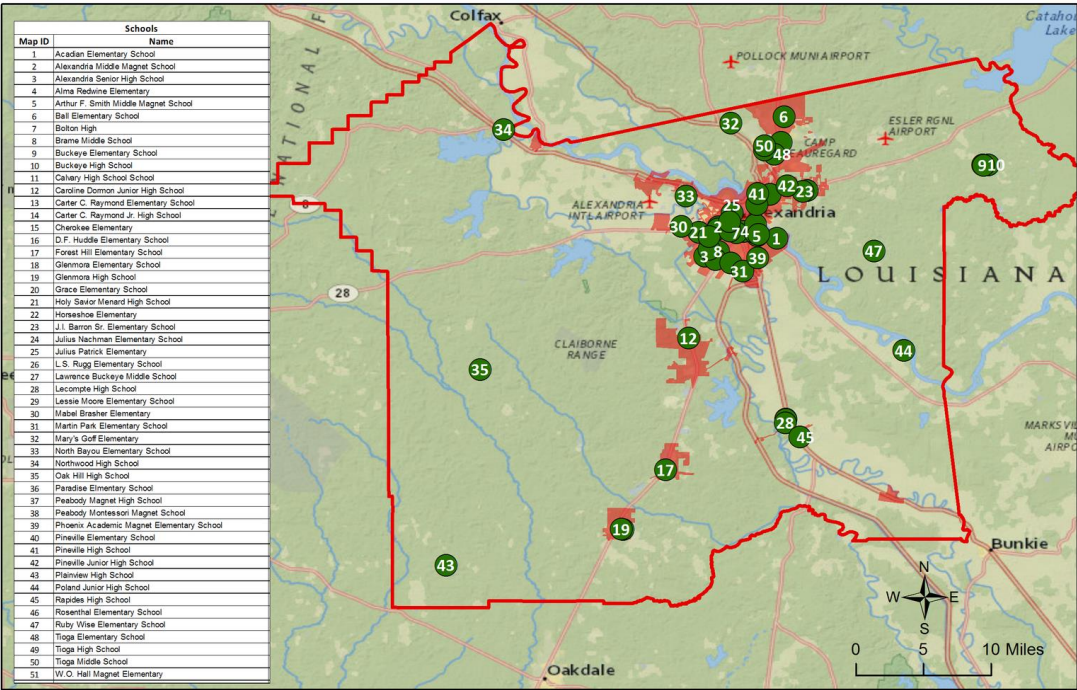 Schools
Map ID Name
1 Acadian Elementary School
2 Alexandria Middle Magnet School
3 Alexandria Senior High School
4 Alma Redwine Elementary
5 Arthur F. Smith Middle Magnet School
6 Ball Elementary School
7 Bolton High
8 Brame Middle School
9 Buckeye Elementary School
10 Buckeye High School
11 Calvary High School School
12 Caroline Dormon Junior High School
13 Carter C. Raymond Elementary School
14 Carter C. Raymond Jr. High School
15 Cherokee Elementary
16 D.F. Huddle Elementary School
17 Forest Hill Elementary School
18 Glenmora Elementary School
19 Glenmora High School
20 Grace Elementary School
21 Holy Savior Menard High School
22 Horseshoe Elementary
23 J.I. Barron Sr. Elementary School
24 Julius Nachman Elementary School
25 Julius Patrick Elementary
26 L.S. Rugg Elementary School
27 Lawrence Buckeye Middle School
28 Lecompte High School
29 Lessie Moore Elementary School
30 Mabel Brasher Elementary
31 Martin Park Elementary School
32 Mary's Goff Elementary
33 North Bayou Elementary School
34 Northwood High School
35 Oak Hill High School
36 Paradise Elmentary School
37 Peabody Magnet High School
38 Peabody Montessori Magnet School
39 Phoenix Academic Magnet Elementary School
40 Pineville Elementary School
41 Pineville High School
42 Pineville Junior High School
43 Plainview High School
44 Poland Junior High School
45 Rapides High School
46 Rosenthal Elementary School
47 Ruby Wise Elementary School
48 Tioga Elementary School
49 Tioga High School
50 Tioga Middle School
51 W.O. Hall Magnet Elementary
Colfax
NATIONAL F
Catahou
Lake
POLLOCK MUNI AIRPORT
6
32
ESLER RGNL
AIRPORT
34
50
48
CAMP
BEAUREGARD
910
8
41
42
23
33
25
ALEXANDRIA
INTL AIRPORT
Alexandria
30
21
2
7
4
5
1
47
3
8
39
31
LOUISIANA
28
12
CLAIBORNE
RANGE
44
35
28
45
MARKSVIL
MU
AIRPO
17
19
43
Bunkie
N
W E
S
0 5 10 Miles
Oakdale